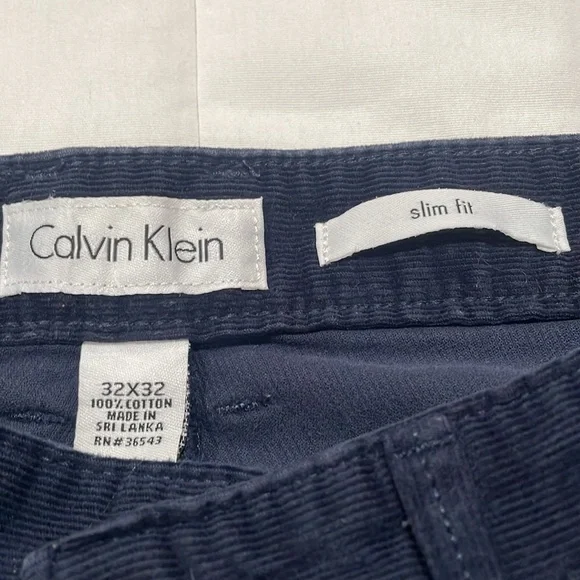 Calvin Klein
slim fit
32X32
100% COTTON
MADE IN
SRI LANKA
RN# 36543